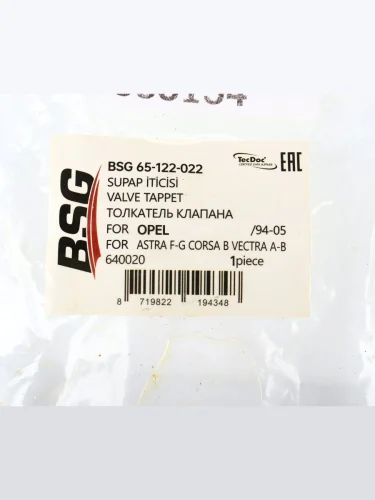 BSG
BSG 65-122-022
TecDoc
EAC
SUPAP İTİCİSİ
VALVE TAPPET
ТОЛКАТЕЛЬ КЛАПАНА
FOR OPEL /94-05
FOR ASTRA F-G CORSA B VECTRA A-B
640020 1piece
8 719822 194348